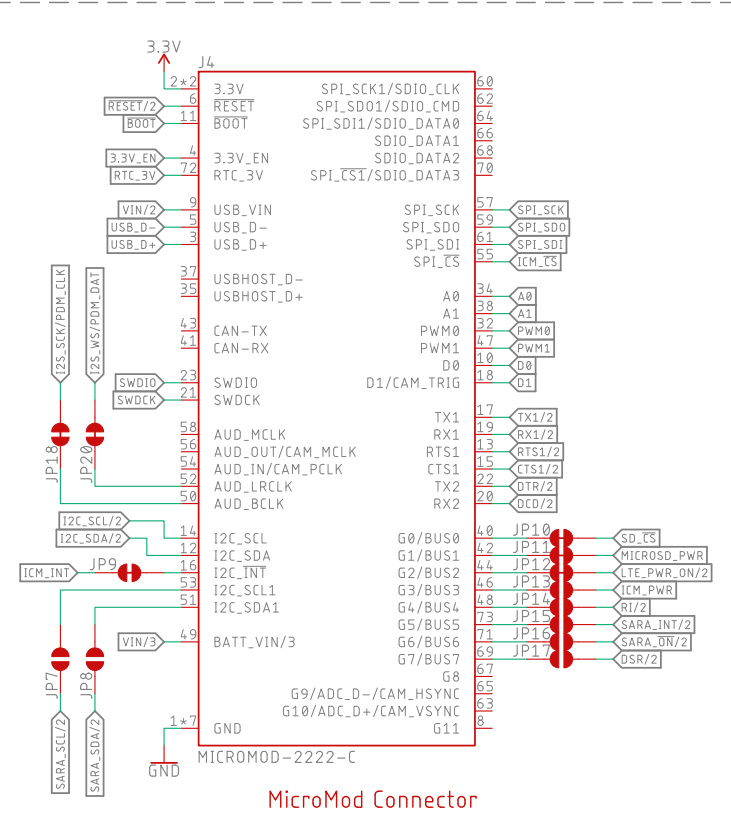 3.3V
J4
2*2 3.3V SPI_SCK1/SDIO_CLK 60
RESET/2 6 RESET SPI_SDO1/SDIO_CMD 62
BOOT 11 BOOT SPI_SDI1/SDIO_DATA0 64
SDIO_DATA1 66
3.3V_EN 4 3.3V_EN SDIO_DATA2 68
RTC_3V 72 RTC_3V SPI_CS1/SDIO_DATA3 70
VIN/2 9 USB_VIN SPI_SCK 57 SPI_SCK
USB_D- 5 USB_D- SPI_SDO 59 SPI_SDO
USB_D+ 3 USB_D+ SPI_SDI 61 SPI_SDI
SPI_CS 55 ICM_CS
37 USBHOST_D-
35 USBHOST_D+ A0 34 A0
A1 38 A1
43 CAN-TX PWM0 32 PWM0
41 CAN-RX PWM1 47 PWM1
D0 10 D0
SWDIO 23 SWDIO D1/CAM_TRIG 18 D1
SWDCK 21 SWDCK
I2S_SCK/PDM_CLK
I2S_WS/PDM_DAT
TX1 17 TX1/2
58 AUD_MCLK RX1 19 RX1/2
56 AUD_OUT/CAM_MCLK RTS1 13 RTS1/2
54 AUD_IN/CAM_PCLK CTS1 15 CTS1/2
52 AUD_LRCLK TX2 22 DTR/2
50 AUD_BCLK RX2 20 DCD/2
JP18
JP20
I2C_SCL/2 14 I2C_SCL G0/BUS0 40 JP10 SD_CS
I2C_SDA/2 12 I2C_SDA G1/BUS1 42 JP11 MICROSD_PWR
ICM_INT JP9 16 I2C_INT G2/BUS2 44 JP12 LTE_PWR_ON/2
53 I2C_SCL1 G3/BUS3 46 JP13 ICM_PWR
51 I2C_SDA1 G4/BUS4 48 JP14 RI/2
G5/BUS5 73 JP15 SARA_INT/2
VIN/3 49 BATT_VIN/3 G6/BUS6 71 JP16 SARA_ON/2
G7/BUS7 69 JP17 DSR/2
JP7
JP8
G8 67
G9/ADC_D-/CAM_HSYNC 65
G10/ADC_D+/CAM_VSYNC 63
1*7 GND G11 8
SARA_SCL/2
SARA_SDA/2
GND
MICROMOD-2222-C
MicroMod Connector